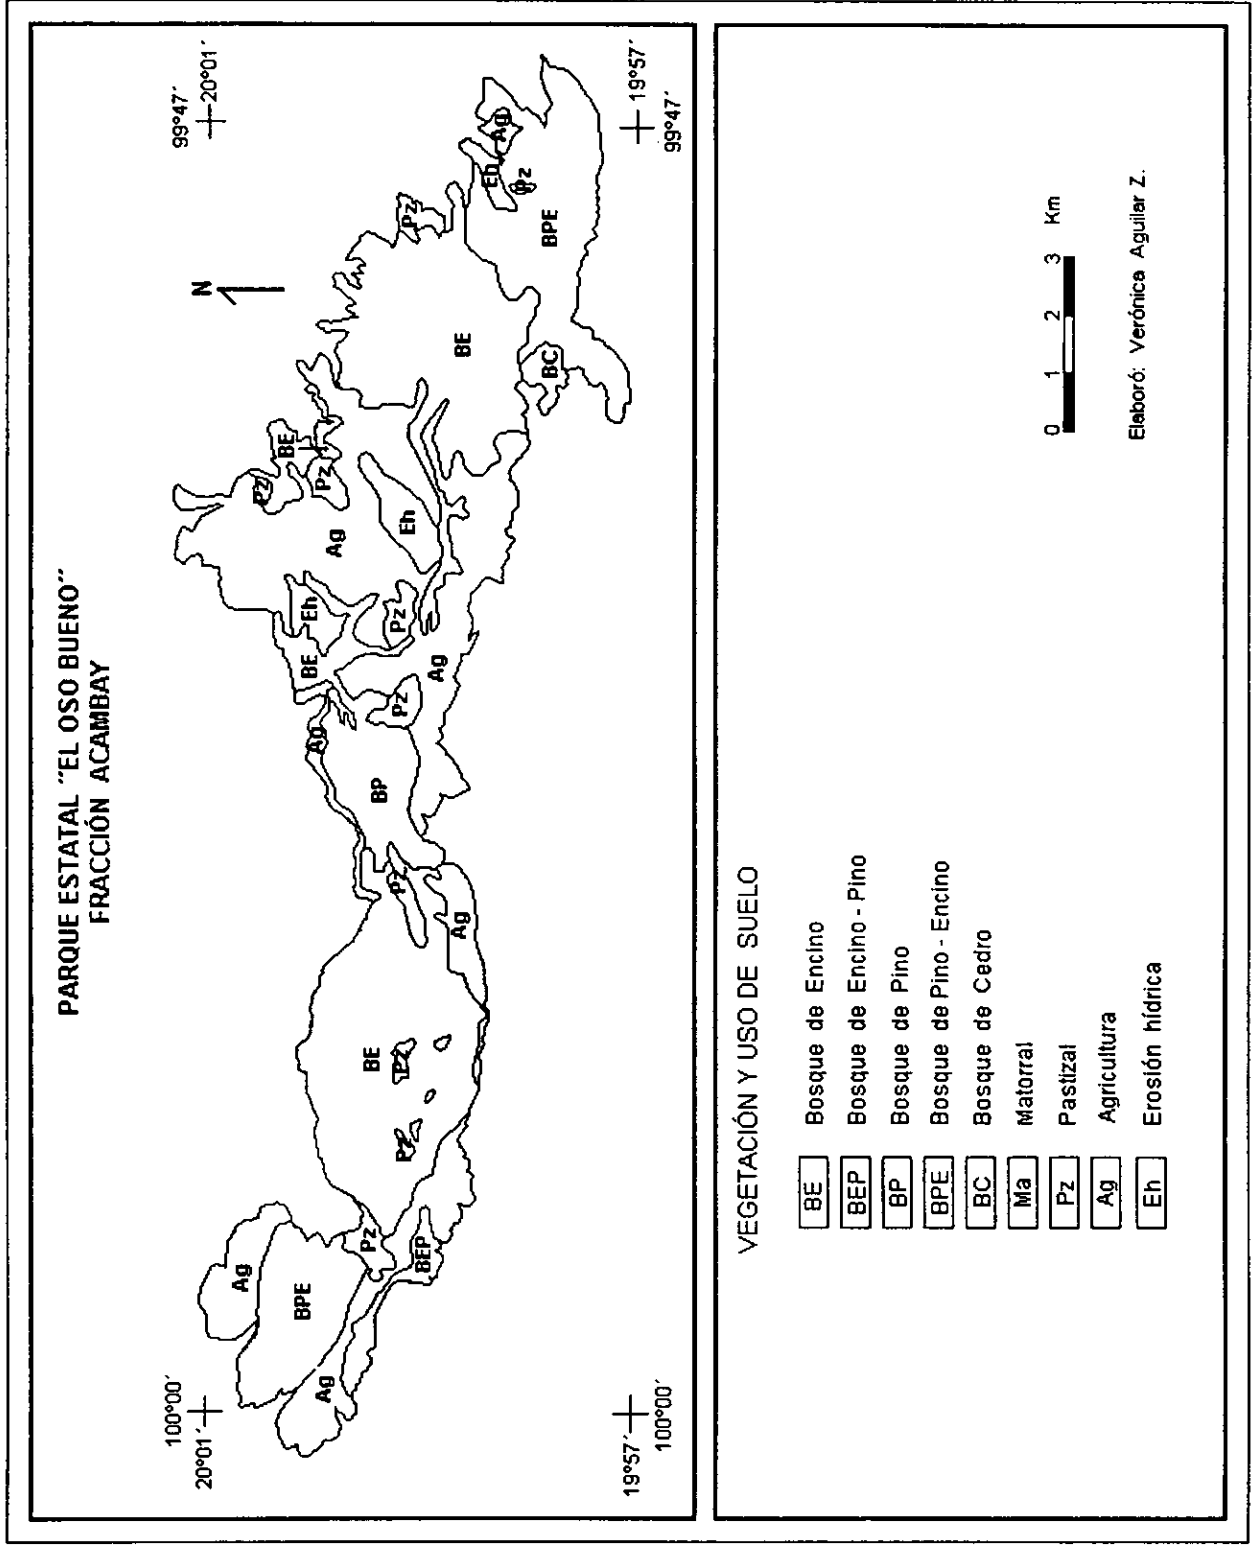 PARQUE ESTATAL ¨EL OSO BUENO¨
FRACCIÓN ACAMBAY
100°00´
20°01´
99°47´
20°01´
N
Ag
BPE
Ag
Pz
BEP
Pz
Pz
BE
Ag
Pz
BP
Ag
Pz
Ag
BE
Eh
Pz
Ag
Eh
Pz
Pz
BE
BE
BC
Pz
BPE
Pz
Eh
Ag
19°57´
100°00´
19°57´
99°47´
VEGETACIÓN Y USO DE SUELO
BE Bosque de Encino
BEP Bosque de Encino - Pino
BP Bosque de Pino
BPE Bosque de Pino - Encino
BC Bosque de Cedro
Ma Matorral
Pz Pastizal
Ag Agricultura
Eh Erosión hídrica
0 1 2 3 Km
Elaboró: Verónica Aguilar Z.